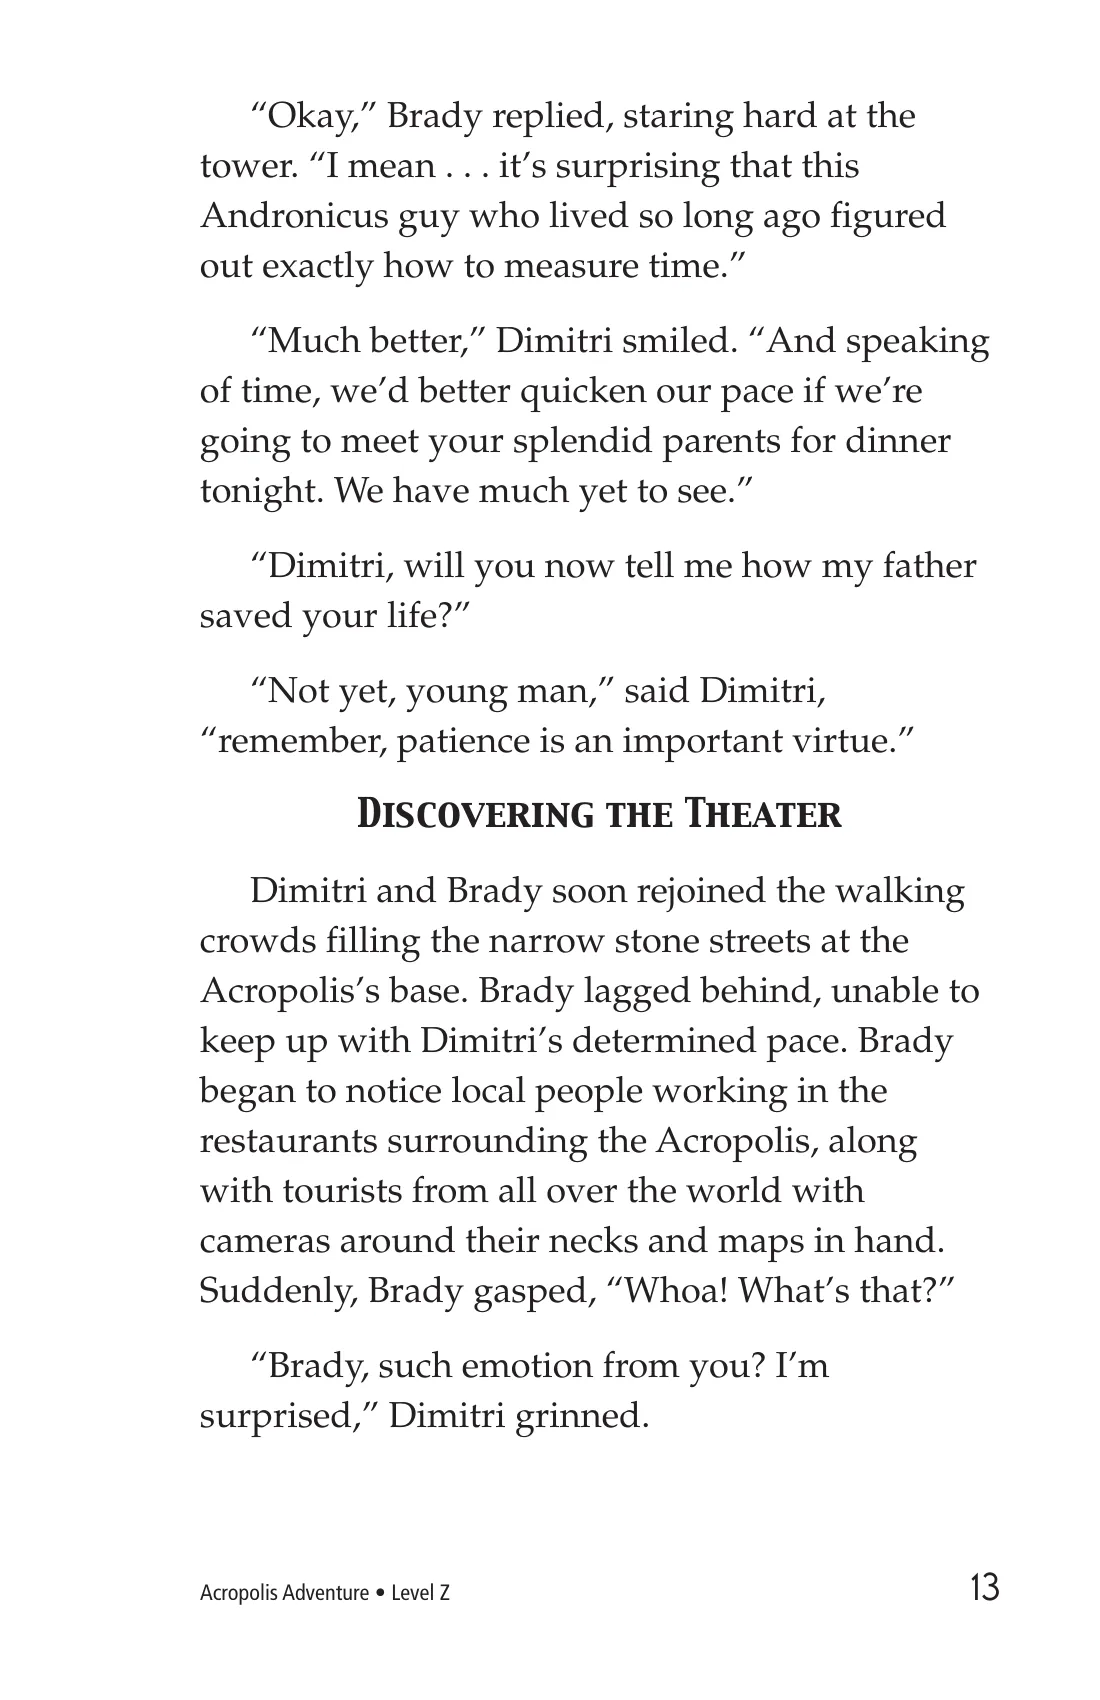 “Okay,” Brady replied, staring hard at the
tower. “I mean . . . it’s surprising that this
Andronicus guy who lived so long ago figured
out exactly how to measure time.”
“Much better,” Dimitri smiled. “And speaking
of time, we’d better quicken our pace if we’re
going to meet your splendid parents for dinner
tonight. We have much yet to see.”
“Dimitri, will you now tell me how my father
saved your life?”
“Not yet, young man,” said Dimitri,
“remember, patience is an important virtue.”
Discovering the Theater
Dimitri and Brady soon rejoined the walking
crowds filling the narrow stone streets at the
Acropolis’s base. Brady lagged behind, unable to
keep up with Dimitri’s determined pace. Brady
began to notice local people working in the
restaurants surrounding the Acropolis, along
with tourists from all over the world with
cameras around their necks and maps in hand.
Suddenly, Brady gasped, “Whoa! What’s that?”
“Brady, such emotion from you? I’m
surprised,” Dimitri grinned.
Acropolis Adventure • Level Z
13